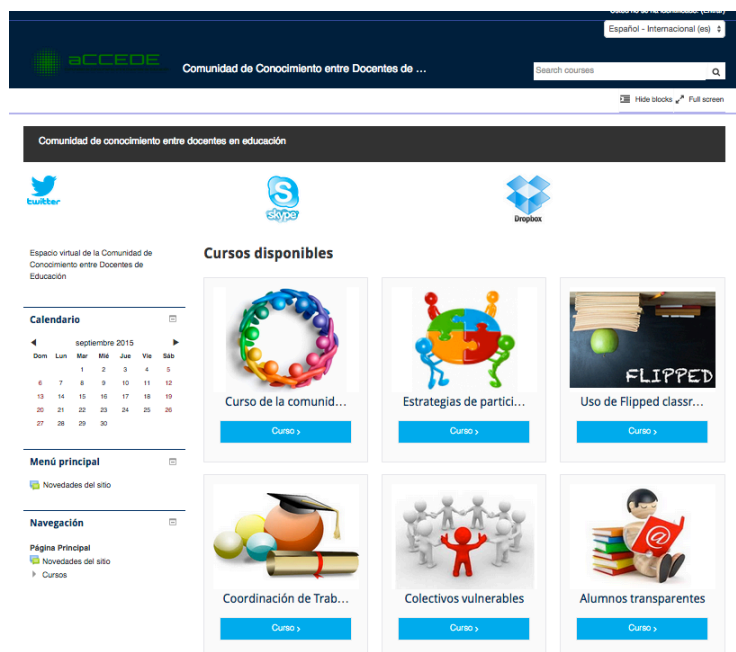 Usted no se ha identificado. (Entrar)
Español - Internacional (es)
aCCEDE
Comunidad de Conocimiento entre Docentes de ...
Search courses
Hide blocks Full screen
Comunidad de conocimiento entre docentes en educación
twitter
skype
Dropbox
Espacio virtual de la Comunidad de
Conocimiento entre Docentes de
Educación
Calendario
septiembre 2015
Dom Lun Mar Mié Jue Vie Sáb
1 2 3 4 5
6 7 8 9 10 11 12
13 14 15 16 17 18 19
20 21 22 23 24 25 26
27 28 29 30
Menú principal
Novedades del sitio
Navegación
Página Principal
Novedades del sitio
Cursos
Cursos disponibles
FLIPPED
Curso de la comunid...
Estrategias de partici...
Uso de Flipped classr...
Curso ›
Curso ›
Curso ›
@
Coordinación de Trab...
Colectivos vulnerables
Alumnos transparentes
Curso ›
Curso ›
Curso ›